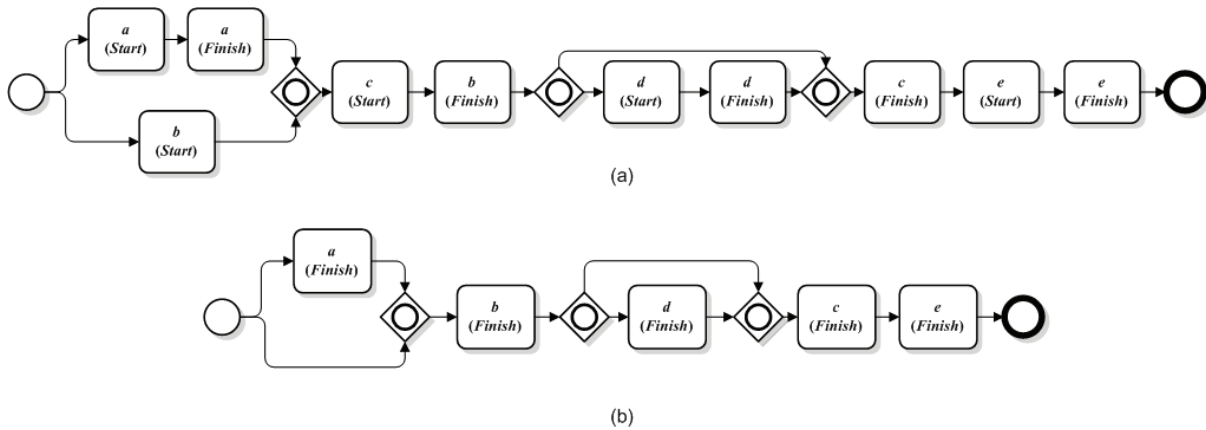 a
(Start)
a
(Finish)
b
(Start)
c
(Start)
b
(Finish)
d
(Start)
d
(Finish)
c
(Finish)
e
(Start)
e
(Finish)
(a)
a
(Finish)
b
(Finish)
d
(Finish)
c
(Finish)
e
(Finish)
(b)